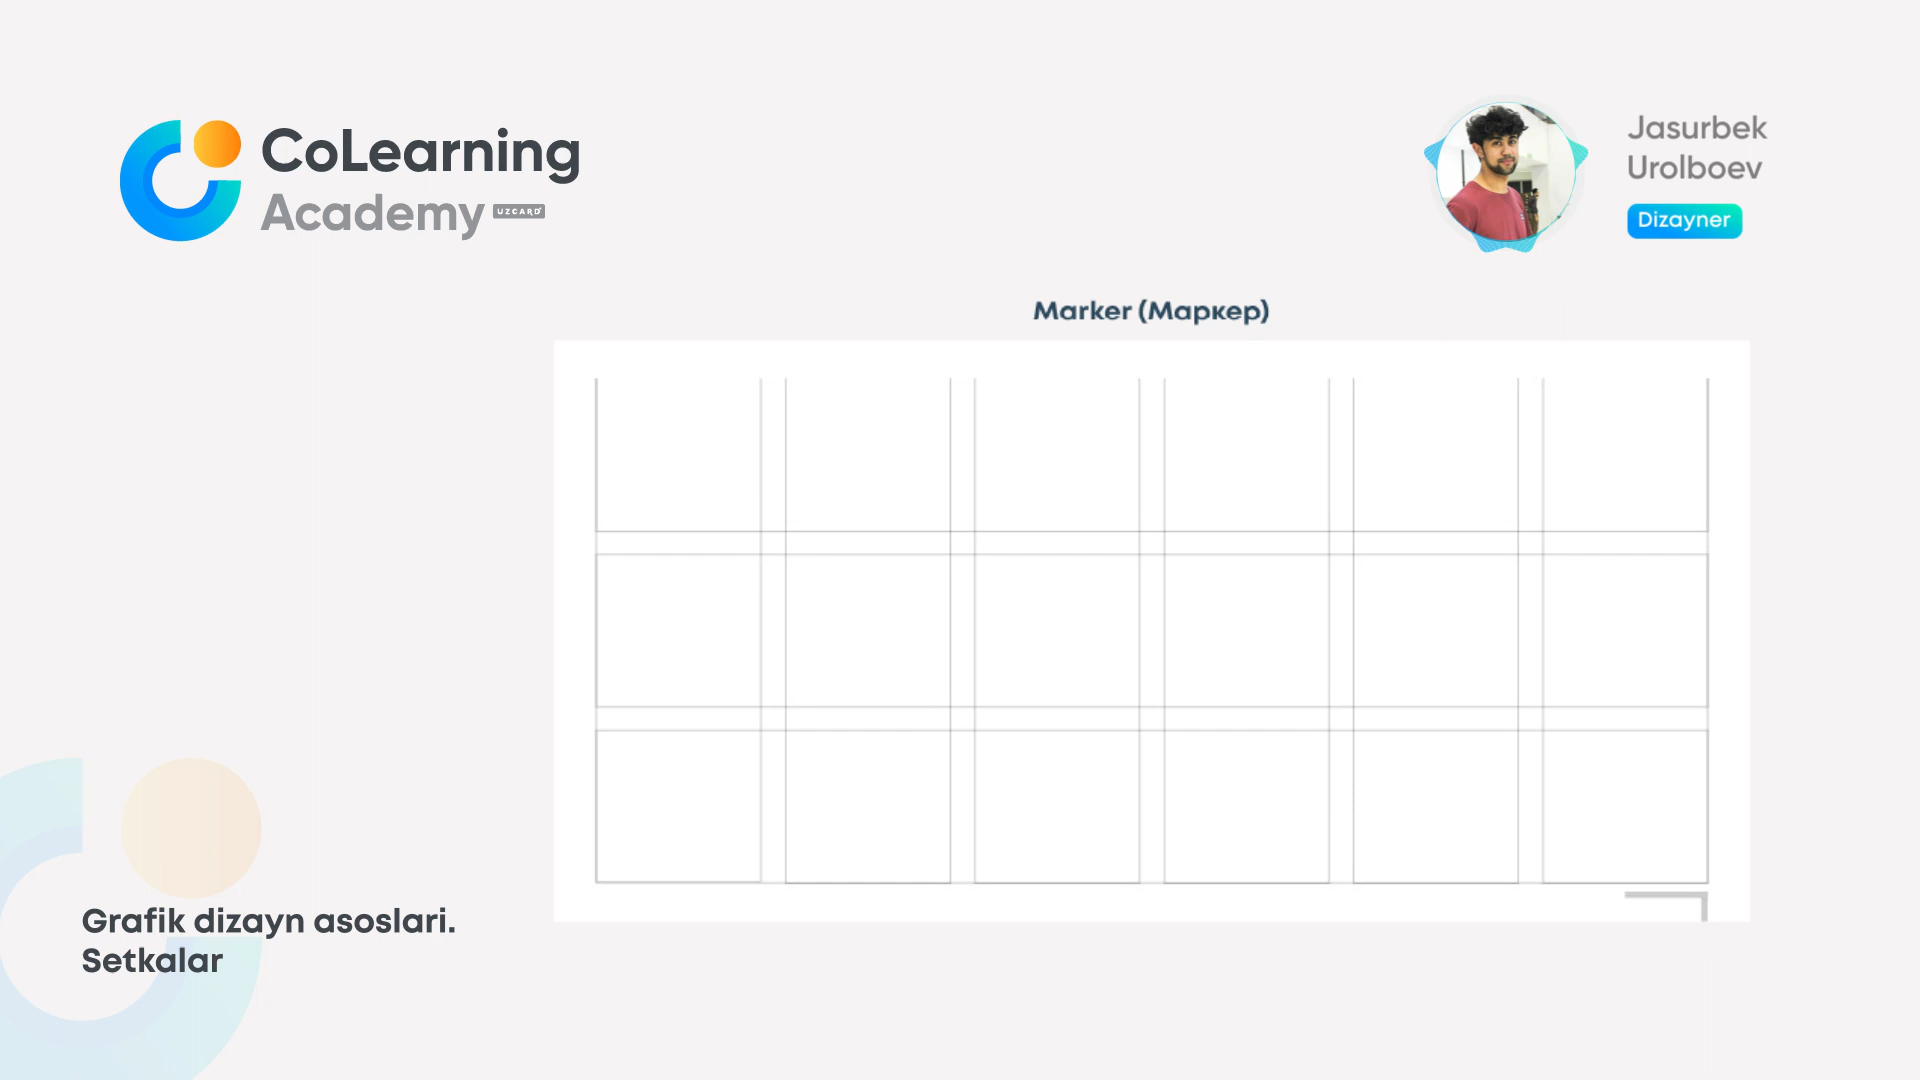 CoLearning
Academy UZCARD
Jasurbek
Urolboev
Dizayner
Marker (Маркер)
Grafik dizayn asoslari.
Setkalar